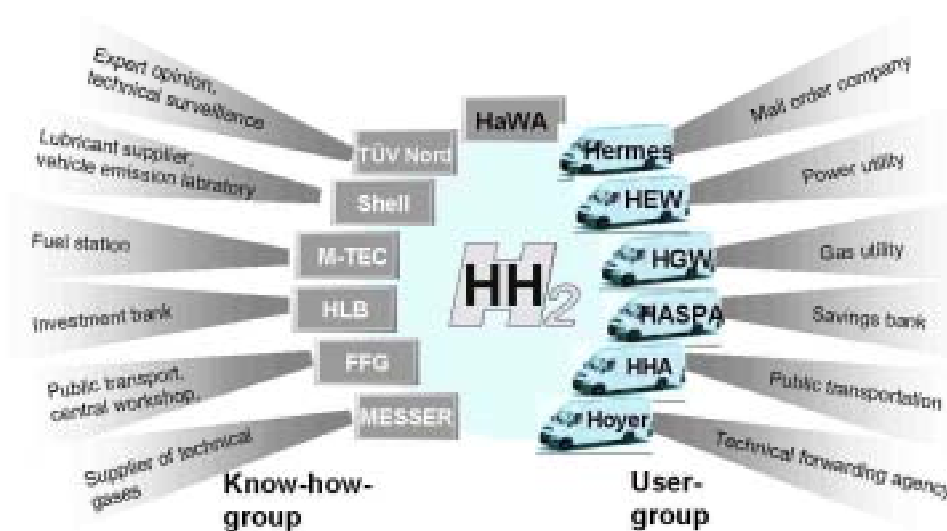 Expert opinion,
technical surveillance
Lubricant supplier,
vehicle emission labratory
Fuel station
Investment bank
Public transport,
central workshop,
Supplier of technical
gases
HaWA
TÜV Nord
Shell
M-TEC
HLB
FFG
MESSER
HH2
Hermes
HEW
HGW
HASPA
HHA
Hoyer
Mail order company
Power utility
Gas utility
Savings bank
Public transportation
Technical forwarding agency
Know-how-
group
User-
group